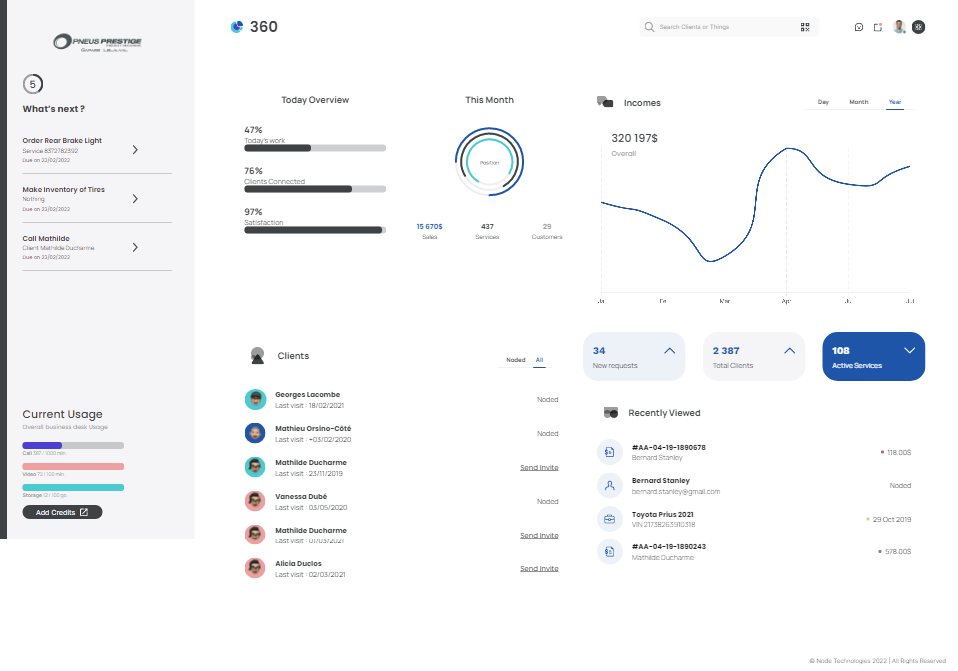 PNEUS PRESTIGE
5
What's next ?
Order Rear Brake Light
Service 8372782392
Due on 22/02/2022
Make Inventory of Tires
Nothing
Due on 22/02/2022
Call Mathilde
Client Mathilde Ducharme
Due on 22/02/2022
Current Usage
Overall business desk Usage
Call 597 / 1000 min
Video 72 / 100 min
Storage 12 / 100 go
Add Credits
360
Search Clients or Things
Today Overview
47%
Today's work
76%
Clients Connected
97%
Satisfaction
This Month
Position
15 670$
Sales
437
Services
29
Customers
Incomes
Day
Month
Year
320 197$
Overall
Ja
Fe
Mar
Apr
Ju
Jul
34
New requests
2 387
Total Clients
108
Active Services
Clients
Noded
All
Georges Lacombe
Last visit : 18/02/2021
Noded
Mathieu Orsino-Côté
Last visit : +03/02/2020
Noded
Mathilde Ducharme
Last visit : 23/11/2019
Send Invite
Vanessa Dubé
Last visit : 03/05/2020
Noded
Mathilde Ducharme
Last visit : 01/03/2021
Send Invite
Alicia Duclos
Last visit : 02/03/2021
Send Invite
Recently Viewed
#AA-04-19-1890678
Bernard Stanley
118.00$
Bernard Stanley
bernard.stanley@gmail.com
Noded
Toyota Prius 2021
VIN 21738263910318
29 Oct 2019
#AA-04-19-1890243
Mathilde Ducharme
578.00$
© Node Technologies 2022 | All Rights Reserved